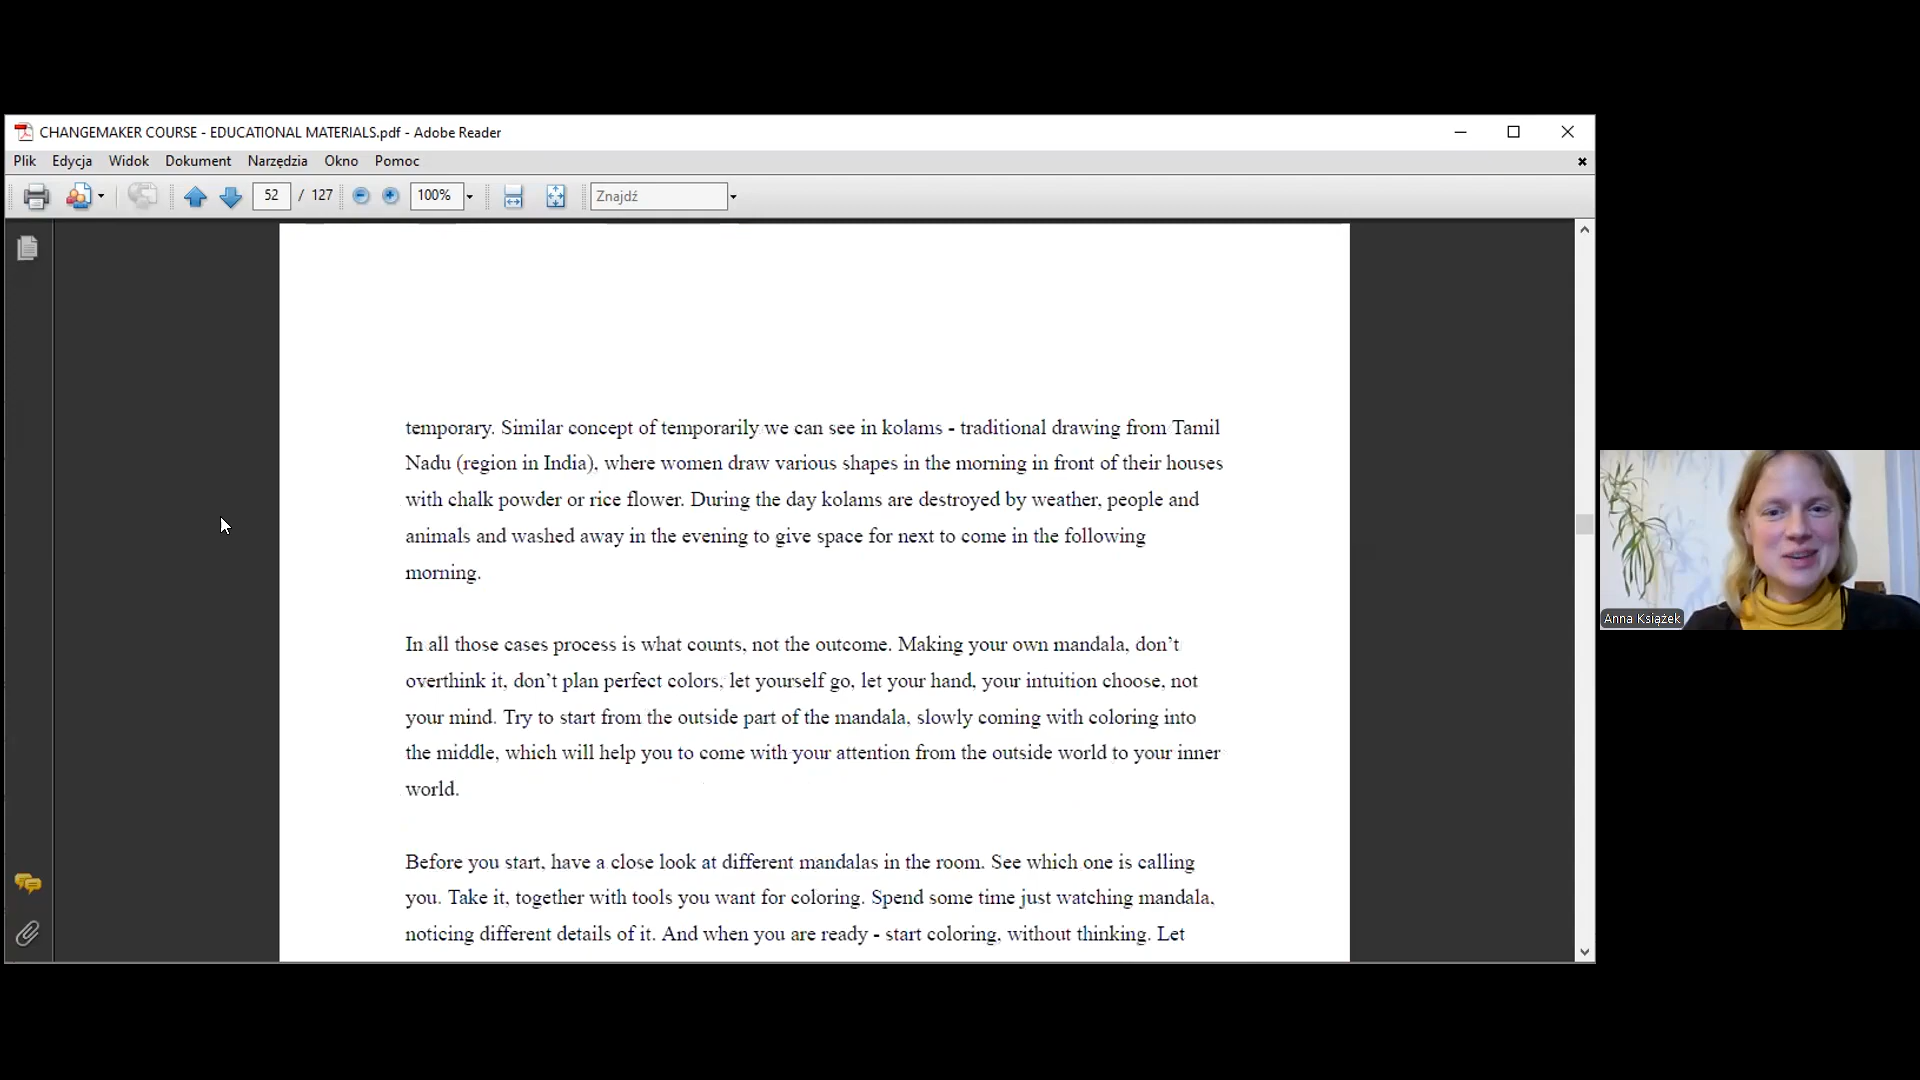 CHANGEMAKER COURSE - EDUCATIONAL MATERIALS.pdf - Adobe Reader
Plik Edycja Widok Dokument Narzędzia Okno Pomoc
52 / 127 100% Znajdź
temporary. Similar concept of temporarily we can see in kolams - traditional drawing from Tamil
Nadu (region in India), where women draw various shapes in the morning in front of their houses
with chalk powder or rice flower. During the day kolams are destroyed by weather, people and
animals and washed away in the evening to give space for next to come in the following
morning.
In all those cases process is what counts, not the outcome. Making your own mandala, don’t
overthink it, don’t plan perfect colors, let yourself go, let your hand, your intuition choose, not
your mind. Try to start from the outside part of the mandala, slowly coming with coloring into
the middle, which will help you to come with your attention from the outside world to your inner
world.
Before you start, have a close look at different mandalas in the room. See which one is calling
you. Take it, together with tools you want for coloring. Spend some time just watching mandala,
noticing different details of it. And when you are ready - start coloring, without thinking. Let
Anna Książek